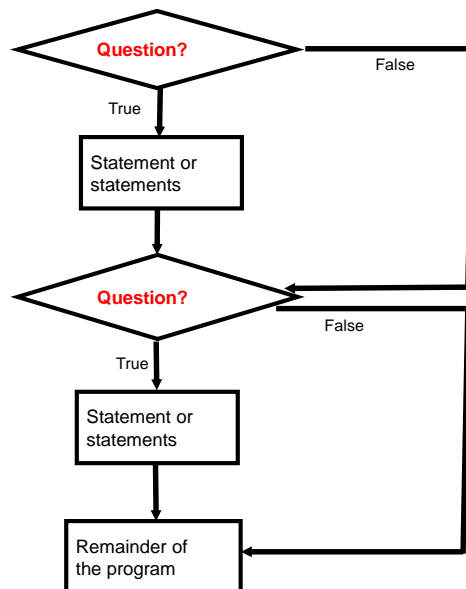 Question?
False
True
Statement or
statements
Question?
False
True
Statement or
statements
Remainder of
the program